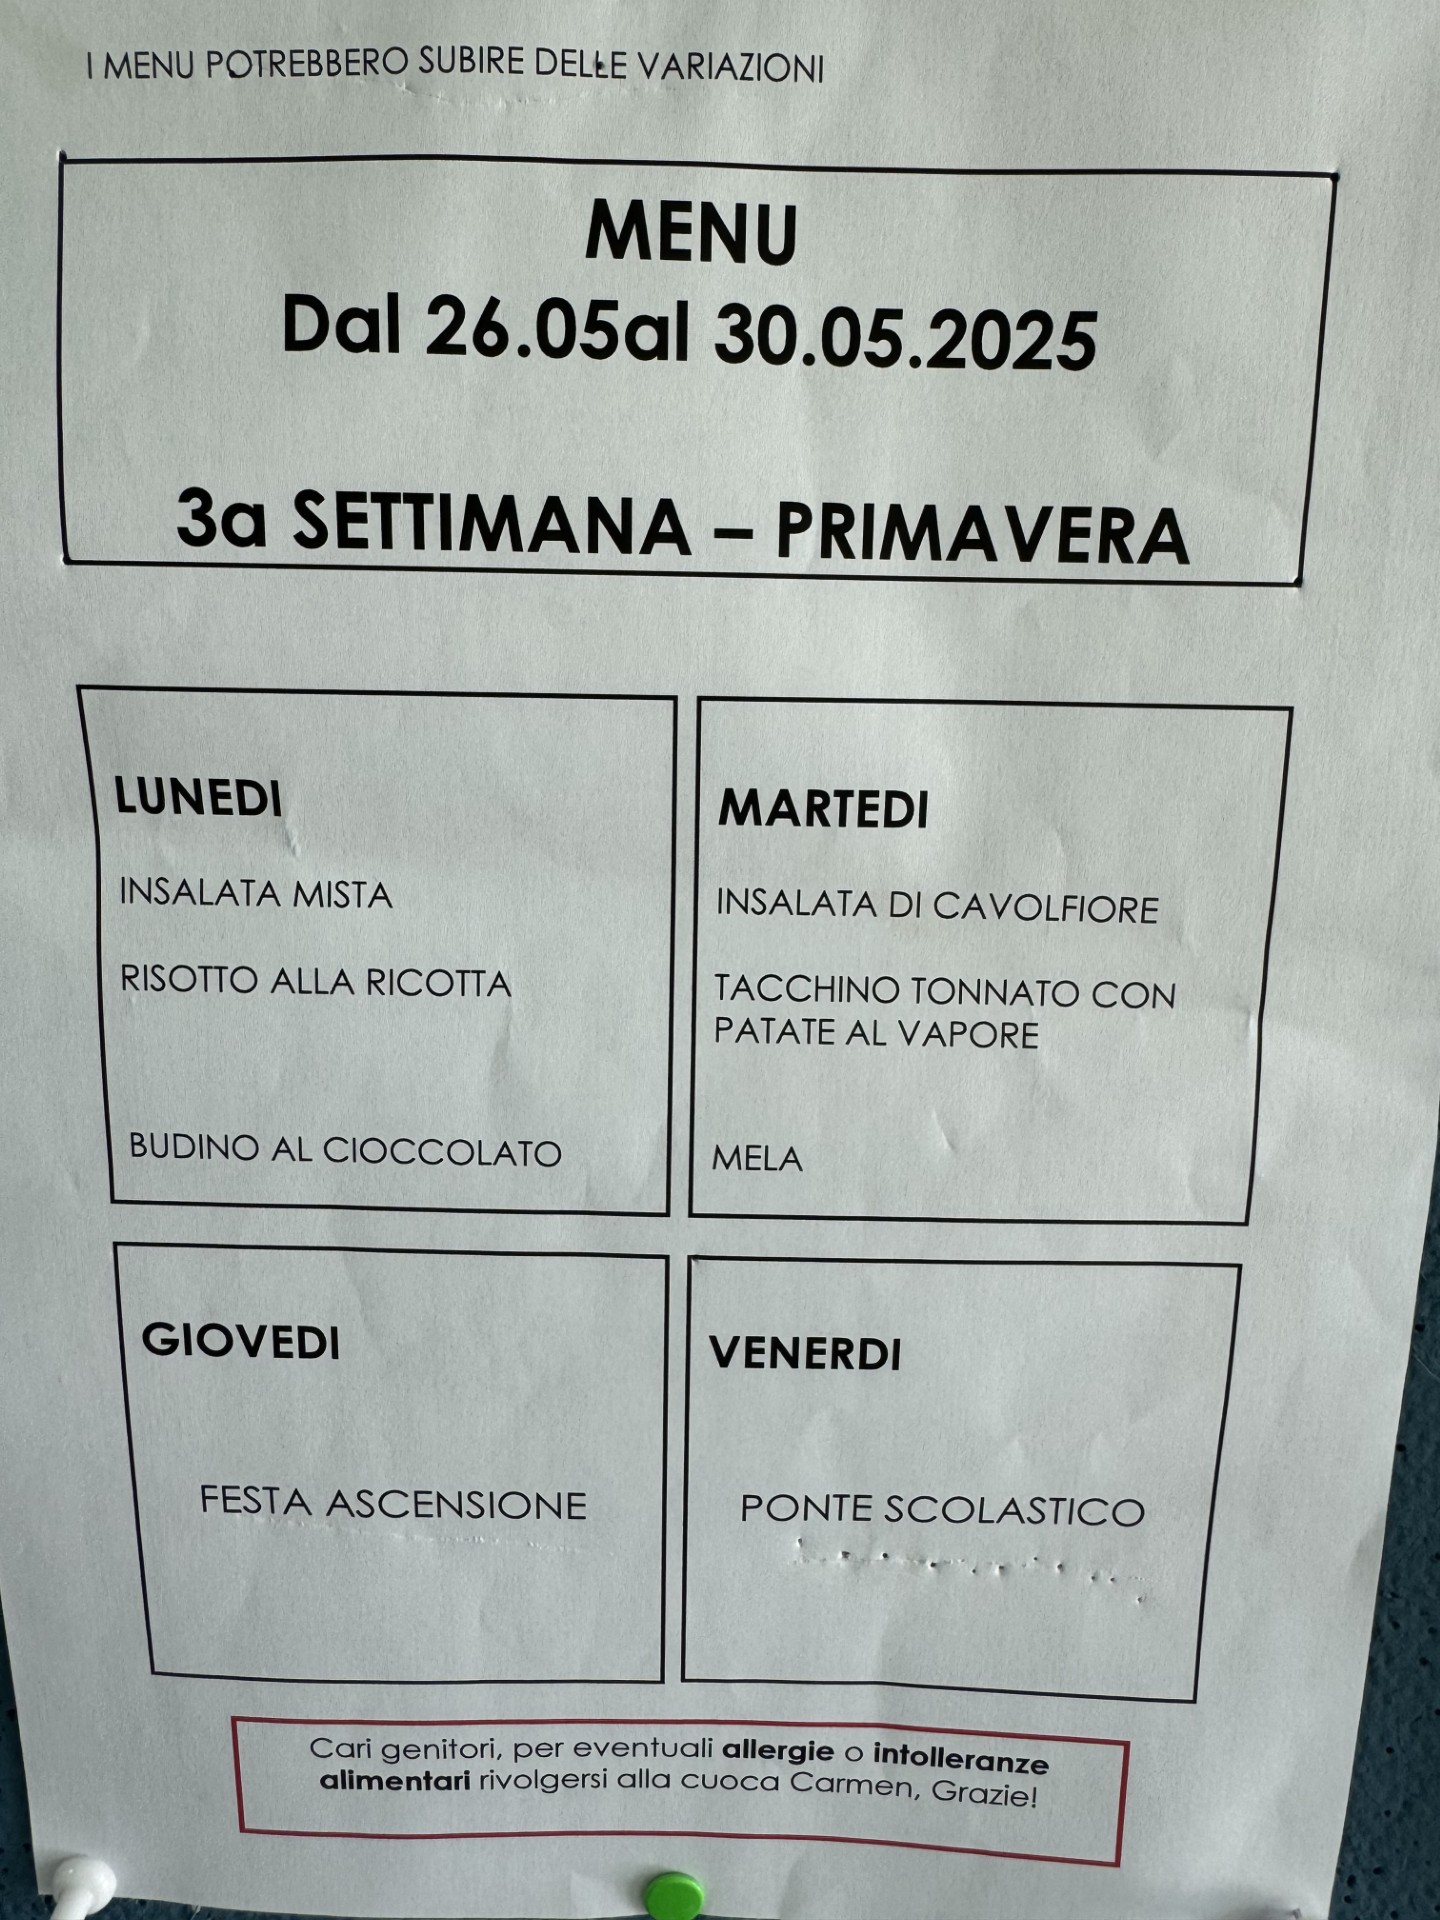 I MENU POTREBBERO SUBIRE DELLE VARIAZIONI
MENU
Dal 26.05al 30.05.2025
3a SETTIMANA – PRIMAVERA
LUNEDI
INSALATA MISTA
RISOTTO ALLA RICOTTA
BUDINO AL CIOCCOLATO
MARTEDI
INSALATA DI CAVOLFIORE
TACCHINO TONNATO CON
PATATE AL VAPORE
MELA
GIOVEDI
FESTA ASCENSIONE
VENERDI
PONTE SCOLASTICO
Cari genitori, per eventuali allergie o intolleranze
alimentari rivolgersi alla cuoca Carmen, Grazie!